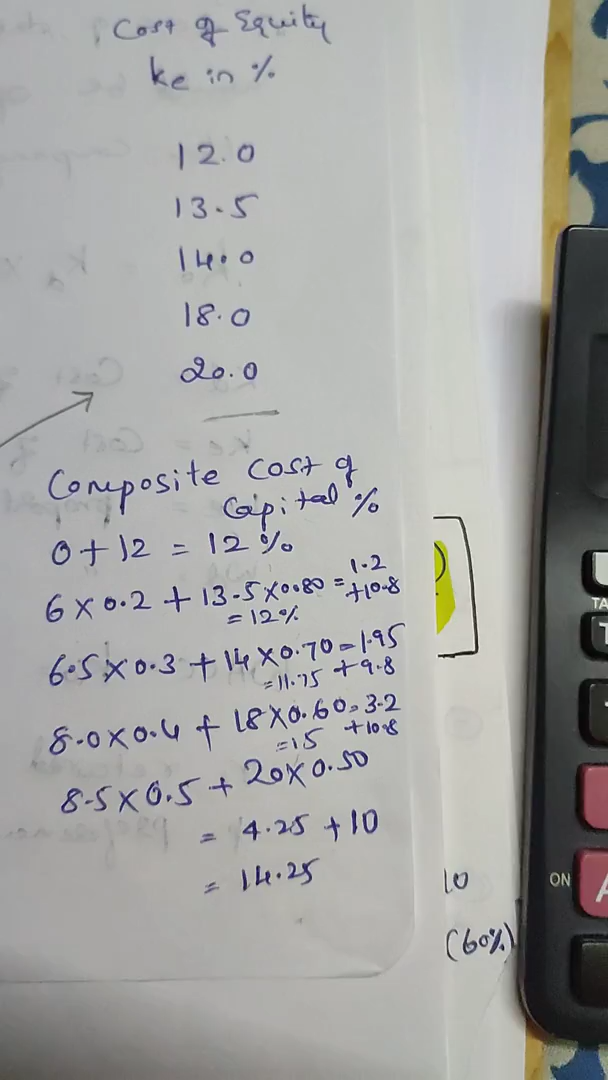 Cost of Equity
ke in %
12.0
13.5
14.0
18.0
20.0
Composite Cost of
Capital %
0 + 12 = 12 %
6 x 0.2 + 13.5 x 0.80 = 1.2
+10.8
= 12%
6.5 x 0.3 + 14 x 0.70 = 1.95
+ 9.8
= 11.75
8.0 x 0.4 + 18 x 0.60 = 3.2
+10.8
= 15
8.5 x 0.5 + 20 x 0.50
= 4.25 + 10
= 14.25
10
(60%)
ON
TA